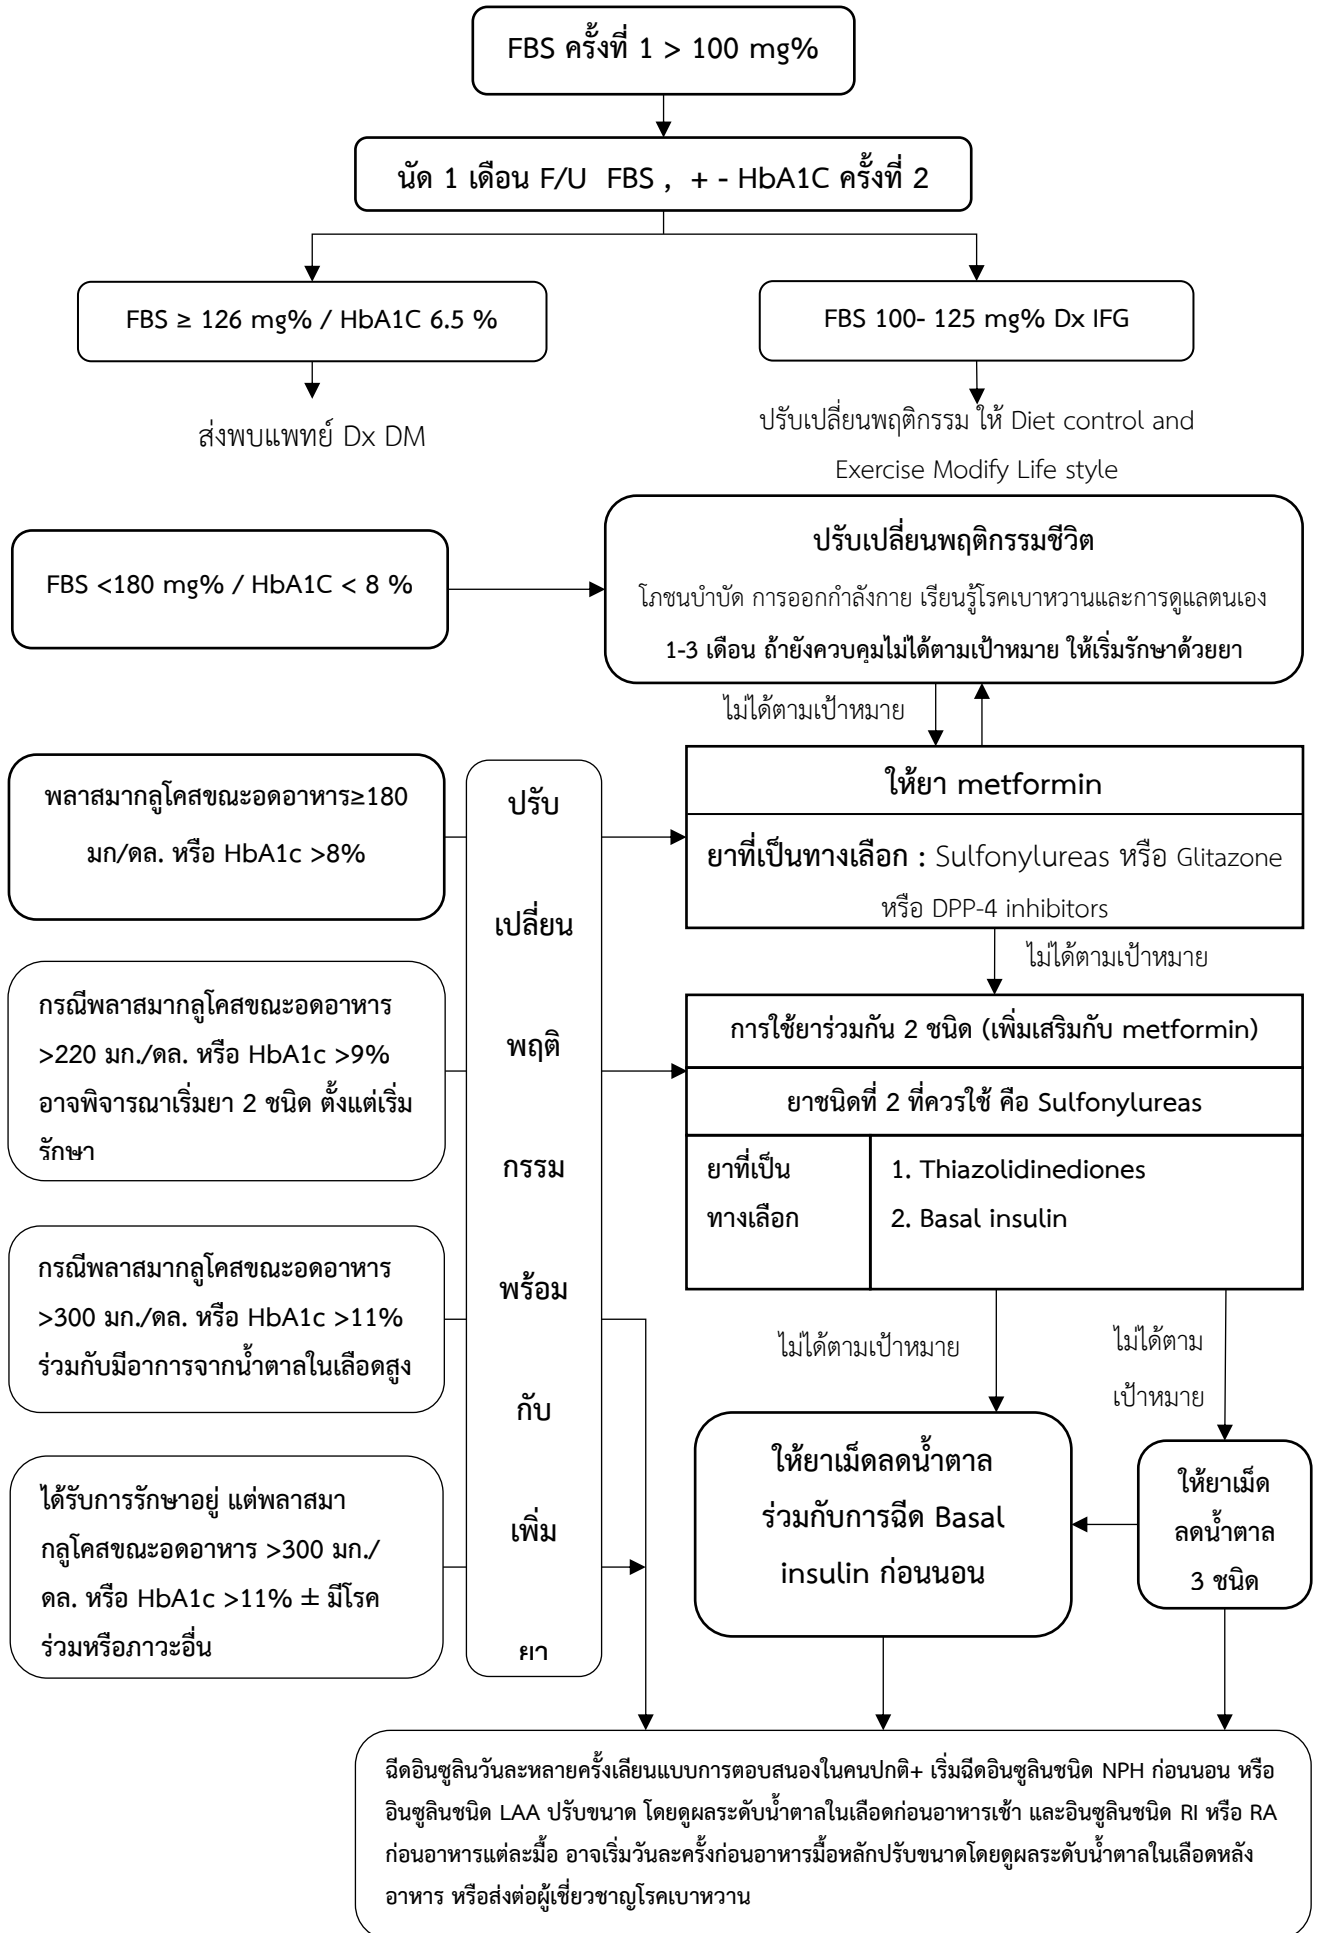 FBS ครั้งที่ 1 > 100 mg%
นัด 1 เดือน F/U FBS , + - HbA1C ครั้งที่ 2
FBS ≥ 126 mg% / HbA1C 6.5 %
FBS 100- 125 mg% Dx IFG
ส่งพบแพทย์ Dx DM
ปรับเปลี่ยนพฤติกรรม ให้ Diet control and
Exercise Modify Life style
FBS <180 mg% / HbA1C < 8 %
ปรับเปลี่ยนพฤติกรรมชีวิต
โภชนบำบัด การออกกำลังกาย เรียนรู้โรคเบาหวานและการดูแลตนเอง
1-3 เดือน ถ้ายังควบคุมไม่ได้ตามเป้าหมาย ให้เริ่มรักษาด้วยยา
ไม่ได้ตามเป้าหมาย
พลาสมากลูโคสขณะอดอาหาร≥180
มก/ดล. หรือ HbA1c >8%
ปรับ
เปลี่ยน
พฤติ
กรรม
พร้อม
กับ
เพิ่ม
ยา
ให้ยา metformin
ยาที่เป็นทางเลือก : Sulfonylureas หรือ Glitazone
หรือ DPP-4 inhibitors
ไม่ได้ตามเป้าหมาย
กรณีพลาสมากลูโคสขณะอดอาหาร
>220 มก./ดล. หรือ HbA1c >9%
อาจพิจารณาเริ่มยา 2 ชนิด ตั้งแต่เริ่ม
รักษา
การใช้ยาร่วมกัน 2 ชนิด (เพิ่มเสริมกับ metformin)
ยาชนิดที่ 2 ที่ควรใช้ คือ Sulfonylureas
ยาที่เป็น
ทางเลือก
1. Thiazolidinediones
2. Basal insulin
กรณีพลาสมากลูโคสขณะอดอาหาร
>300 มก./ดล. หรือ HbA1c >11%
ร่วมกับมีอาการจากน้ำตาลในเลือดสูง
ไม่ได้ตามเป้าหมาย
ไม่ได้ตาม
เป้าหมาย
ได้รับการรักษาอยู่ แต่พลาสมา
กลูโคสขณะอดอาหาร >300 มก./
ดล. หรือ HbA1c >11% ± มีโรค
ร่วมหรือภาวะอื่น
ให้ยาเม็ดลดน้ำตาล
ร่วมกับการฉีด Basal
insulin ก่อนนอน
ให้ยาเม็ด
ลดน้ำตาล
3 ชนิด
ฉีดอินซูลินวันละหลายครั้งเลียนแบบการตอบสนองในคนปกติ+ เริ่มฉีดอินซูลินชนิด NPH ก่อนนอน หรือ
อินซูลินชนิด LAA ปรับขนาด โดยดูผลระดับน้ำตาลในเลือดก่อนอาหารเช้า และอินซูลินชนิด RI หรือ RA
ก่อนอาหารแต่ละมื้อ อาจเริ่มวันละครั้งก่อนอาหารมื้อหลักปรับขนาดโดยดูผลระดับน้ำตาลในเลือดหลัง
อาหาร หรือส่งต่อผู้เชี่ยวชาญโรคเบาหวาน